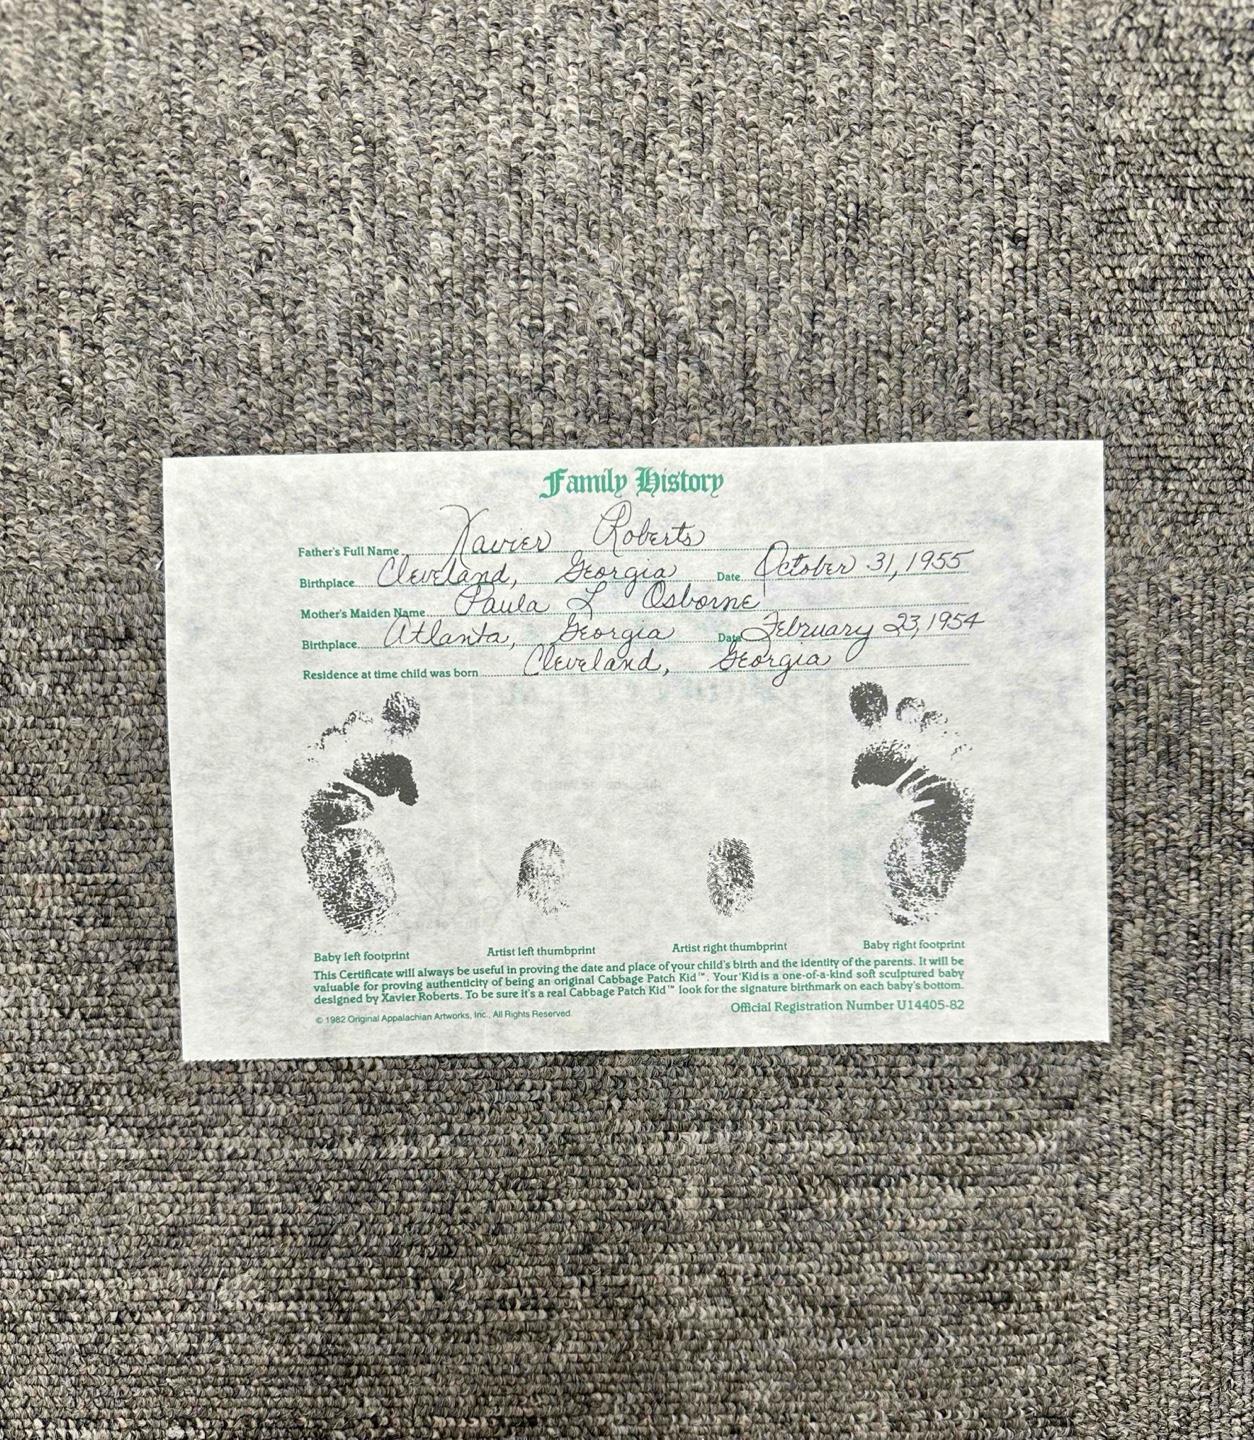 Family History
Father's Full Name Xavier Roberts
Birthplace Cleveland, Georgia Date October 31, 1955
Mother's Maiden Name Paula L Osborne
Birthplace Atlanta, Georgia Date February 23, 1954
Residence at time child was born Cleveland, Georgia
Baby left footprint Artist left thumbprint Artist right thumbprint Baby right footprint
This Certificate will always be useful in proving the date and place of your child's birth and the identity of the parents. It will be
valuable for proving authenticity of being an original Cabbage Patch Kid™. Your Kid is a one-of-a-kind soft sculptured baby
designed by Xavier Roberts. To be sure it's a real Cabbage Patch Kid™ look for the signature birthmark on each baby's bottom.
© 1982 Original Appalachian Artworks, Inc., All Rights Reserved. Official Registration Number U14405-82